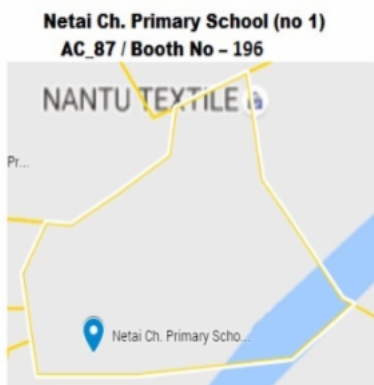 Netai Ch. Primary School (no 1)
AC_87 / Booth No – 196
NANTU TEXTILE
Pr...
Netai Ch. Primary Scho...